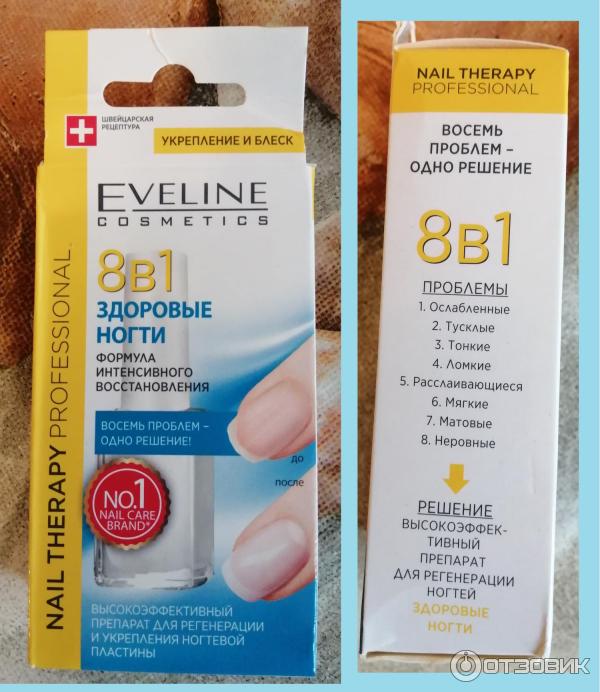 ШВЕЙЦАРСКАЯ
РЕЦЕПТУРА
УКРЕПЛЕНИЕ И БЛЕСК
EVELINE
COSMETICS
8в1
ЗДОРОВЫЕ
НОГТИ
ФОРМУЛА
ИНТЕНСИВНОГО
ВОССТАНОВЛЕНИЯ
ВОСЕМЬ ПРОБЛЕМ –
ОДНО РЕШЕНИЕ!
до
после
NO.1
NAIL CARE
BRAND*
ВЫСОКОЭФФЕКТИВНЫЙ
ПРЕПАРАТ ДЛЯ РЕГЕНЕРАЦИИ
И УКРЕПЛЕНИЯ НОГТЕВОЙ
ПЛАСТИНЫ
NAIL THERAPY PROFESSIONAL
NAIL THERAPY
PROFESSIONAL
ВОСЕМЬ
ПРОБЛЕМ –
ОДНО РЕШЕНИЕ
8в1
ПРОБЛЕМЫ
1. Ослабленные
2. Тусклые
3. Тонкие
4. Ломкие
5. Расслаивающиеся
6. Мягкие
7. Матовые
8. Неровные
РЕШЕНИЕ
ВЫСОКОЭФФЕК-
ТИВНЫЙ
ПРЕПАРАТ
ДЛЯ РЕГЕНЕРАЦИИ
НОГТЕЙ
ЗДОРОВЫЕ
НОГТИ
ОТЗОВИК